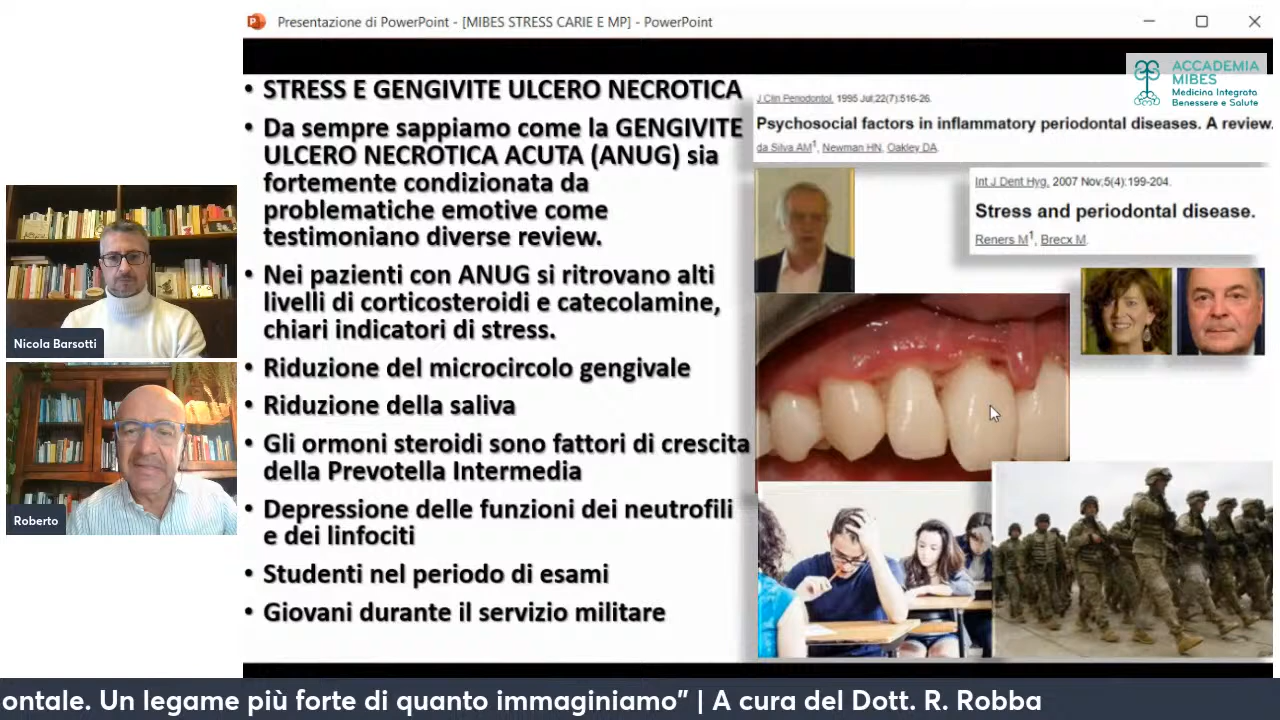 Presentazione di PowerPoint - [MIBES STRESS CARIE E MP] - PowerPoint
ACCADEMIA
MIBES
Medicina Integrata
Benessere e Salute
• STRESS E GENGIVITE ULCERO NECROTICA
• Da sempre sappiamo come la GENGIVITE
ULCERO NECROTICA ACUTA (ANUG) sia
fortemente condizionata da
problematiche emotive come
testimoniano diverse review.
• Nei pazienti con ANUG si ritrovano alti
livelli di corticosteroidi e catecolamine,
chiari indicatori di stress.
• Riduzione del microcircolo gengivale
• Riduzione della saliva
• Gli ormoni steroidi sono fattori di crescita
della Prevotella Intermedia
• Depressione delle funzioni dei neutrofili
e dei linfociti
• Studenti nel periodo di esami
• Giovani durante il servizio militare
J Clin Periodontol. 1995 Jul;22(7):516-26.
Psychosocial factors in inflammatory periodontal diseases. A review.
da Silva AM1, Newman HN, Oakley DA.
Int J Dent Hyg. 2007 Nov;5(4):199-204.
Stress and periodontal disease.
Reners M1, Brecx M.
Nicola Barsotti
Roberto
ontale. Un legame più forte di quanto immaginiamo" | A cura del Dott. R. Robba